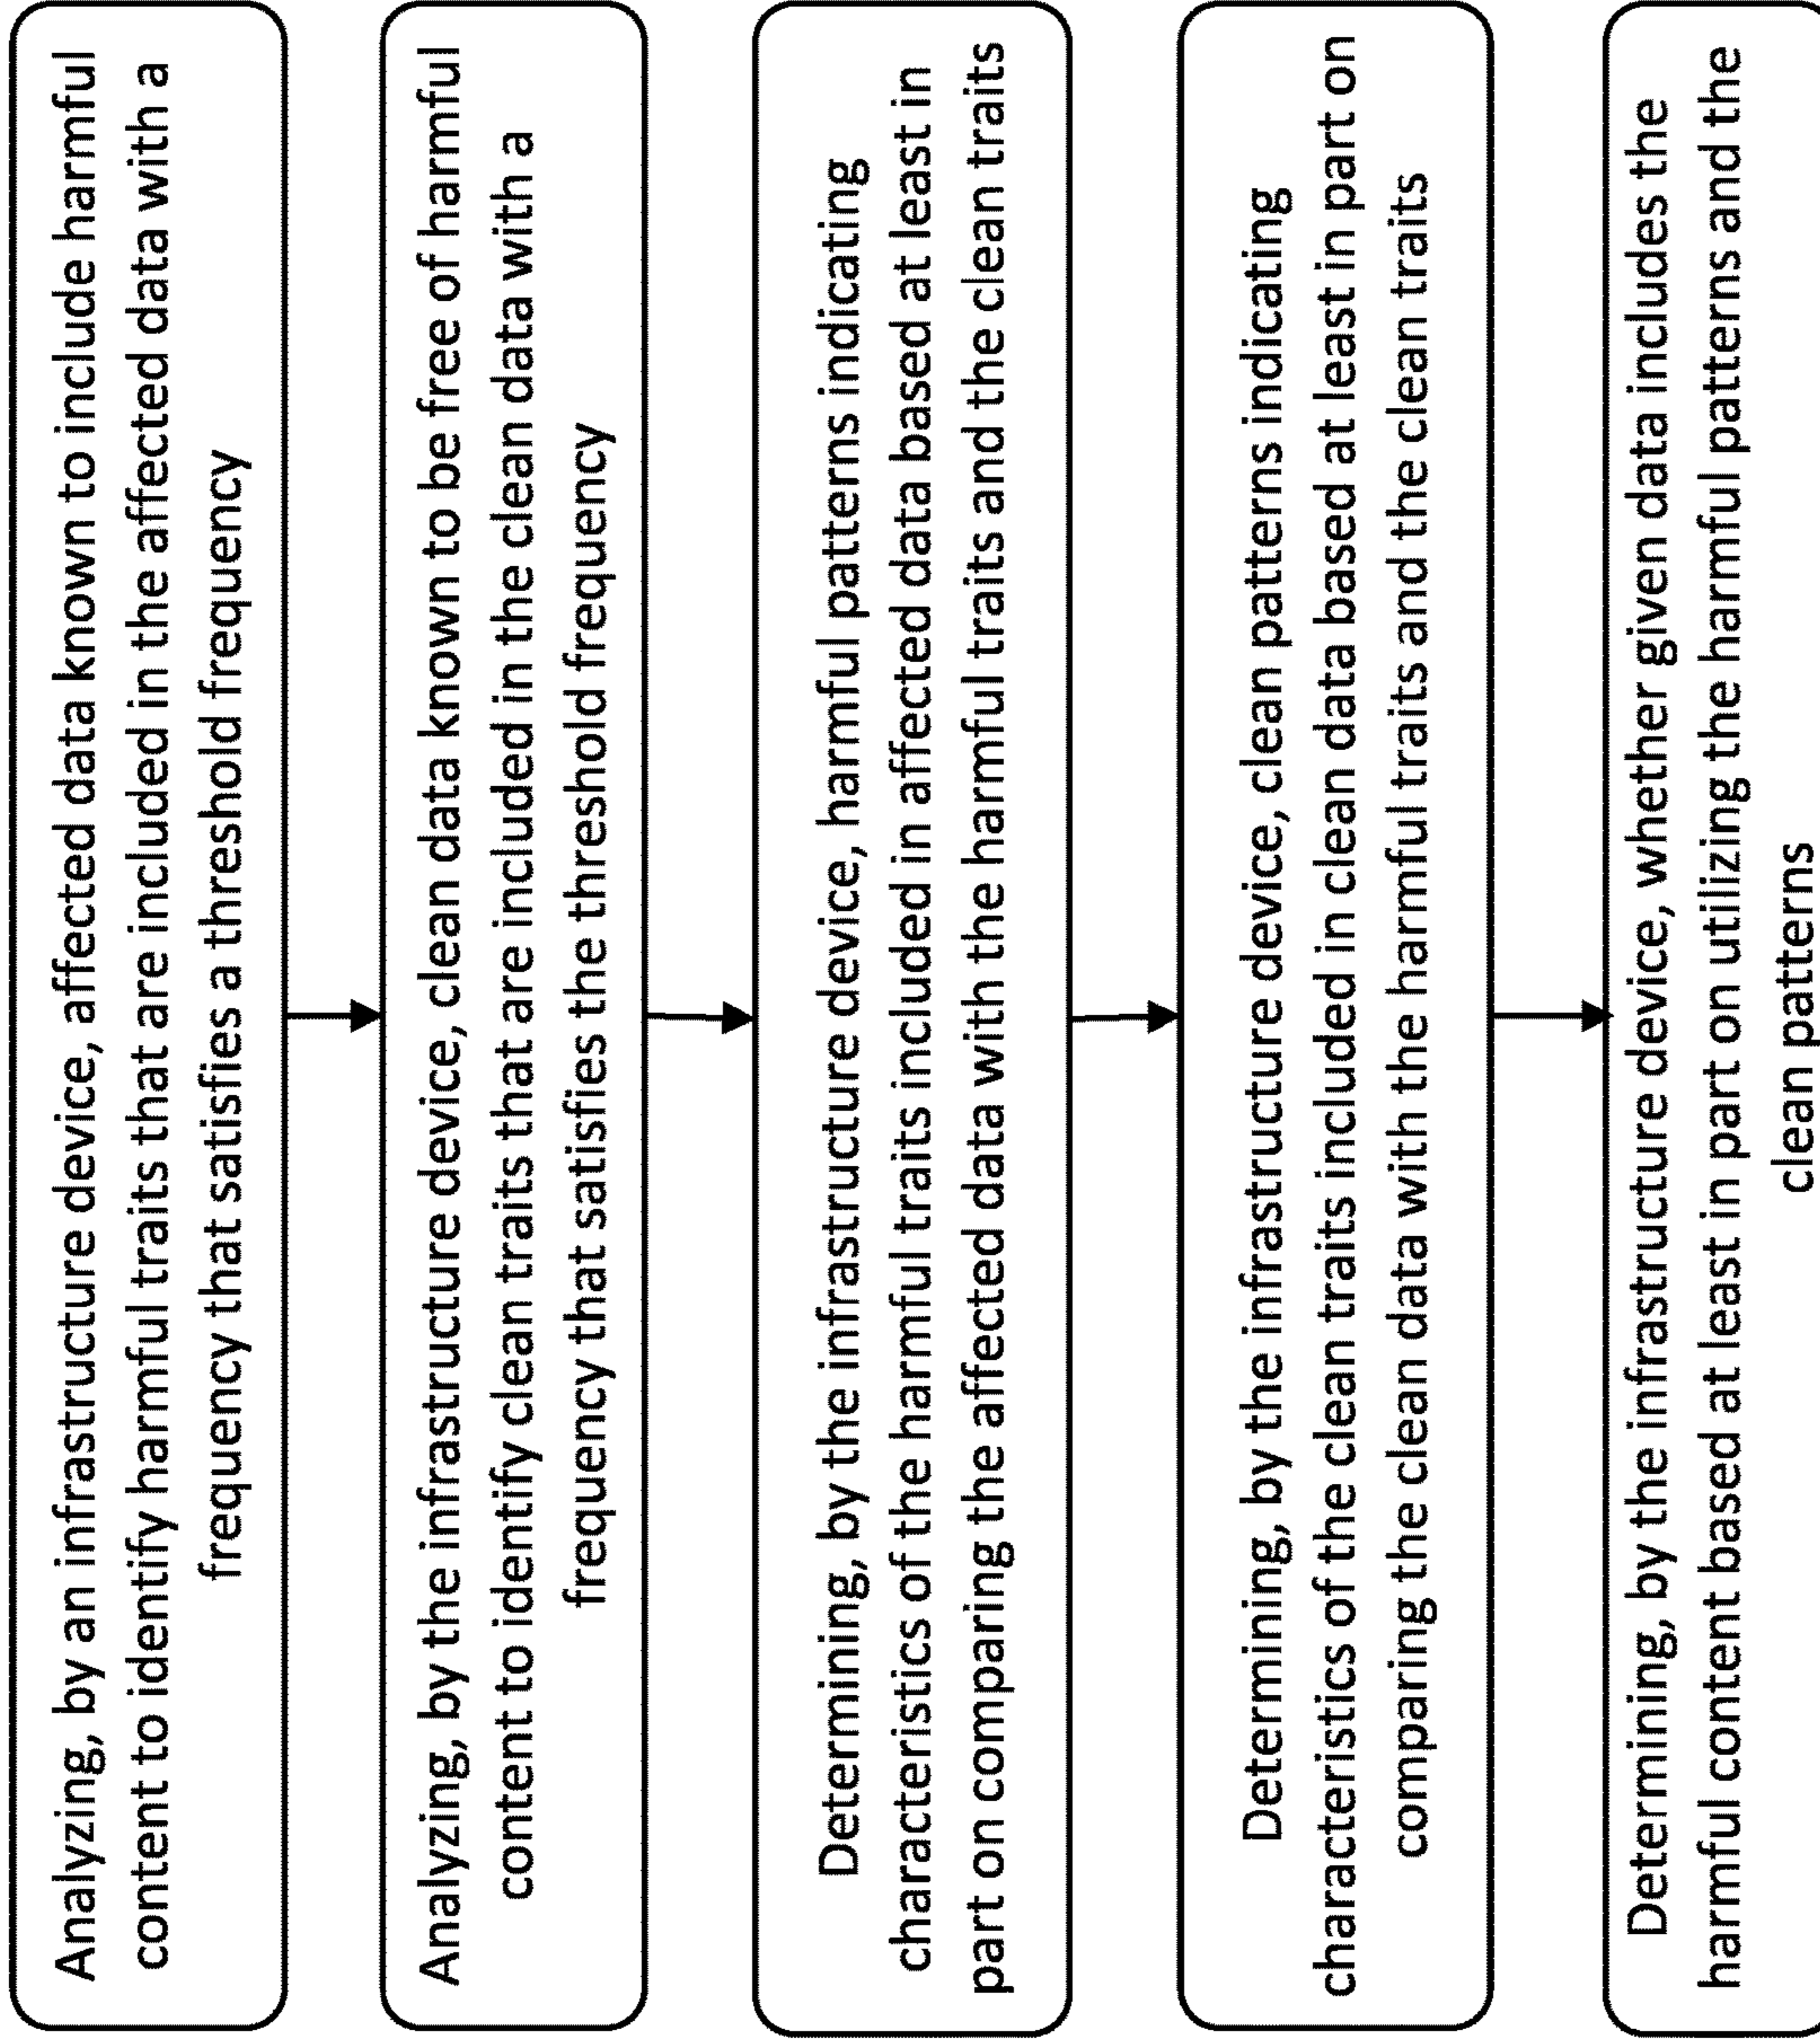 Analyzing, by an infrastructure device, affected data known to include harmful
content to identify harmful traits that are included in the affected data with a
frequency that satisfies a threshold frequency
Analyzing, by the infrastructure device, clean data known to be free of harmful
content to identify clean traits that are included in the clean data with a
frequency that satisfies the threshold frequency
Determining, by the infrastructure device, harmful patterns indicating
characteristics of the harmful traits included in affected data based at least in
part on comparing the affected data with the harmful traits and the clean traits
Determining, by the infrastructure device, clean patterns indicating
characteristics of the clean traits included in clean data based at least in part on
comparing the clean data with the harmful traits and the clean traits
Determining, by the infrastructure device, whether given data includes the
harmful content based at least in part on utilizing the harmful patterns and the
clean patterns